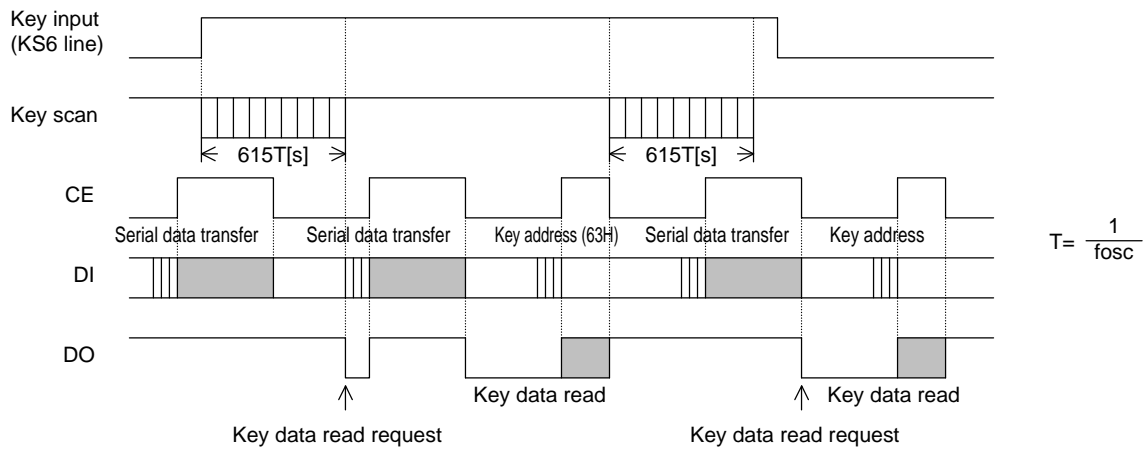 Key input
(KS6 line)
Key scan
615T[s]
615T[s]
CE
Serial data transfer
Serial data transfer
Key address (63H)
Serial data transfer
Key address
T= 1
fosc
DI
DO
Key data read
Key data read
Key data read request
Key data read request